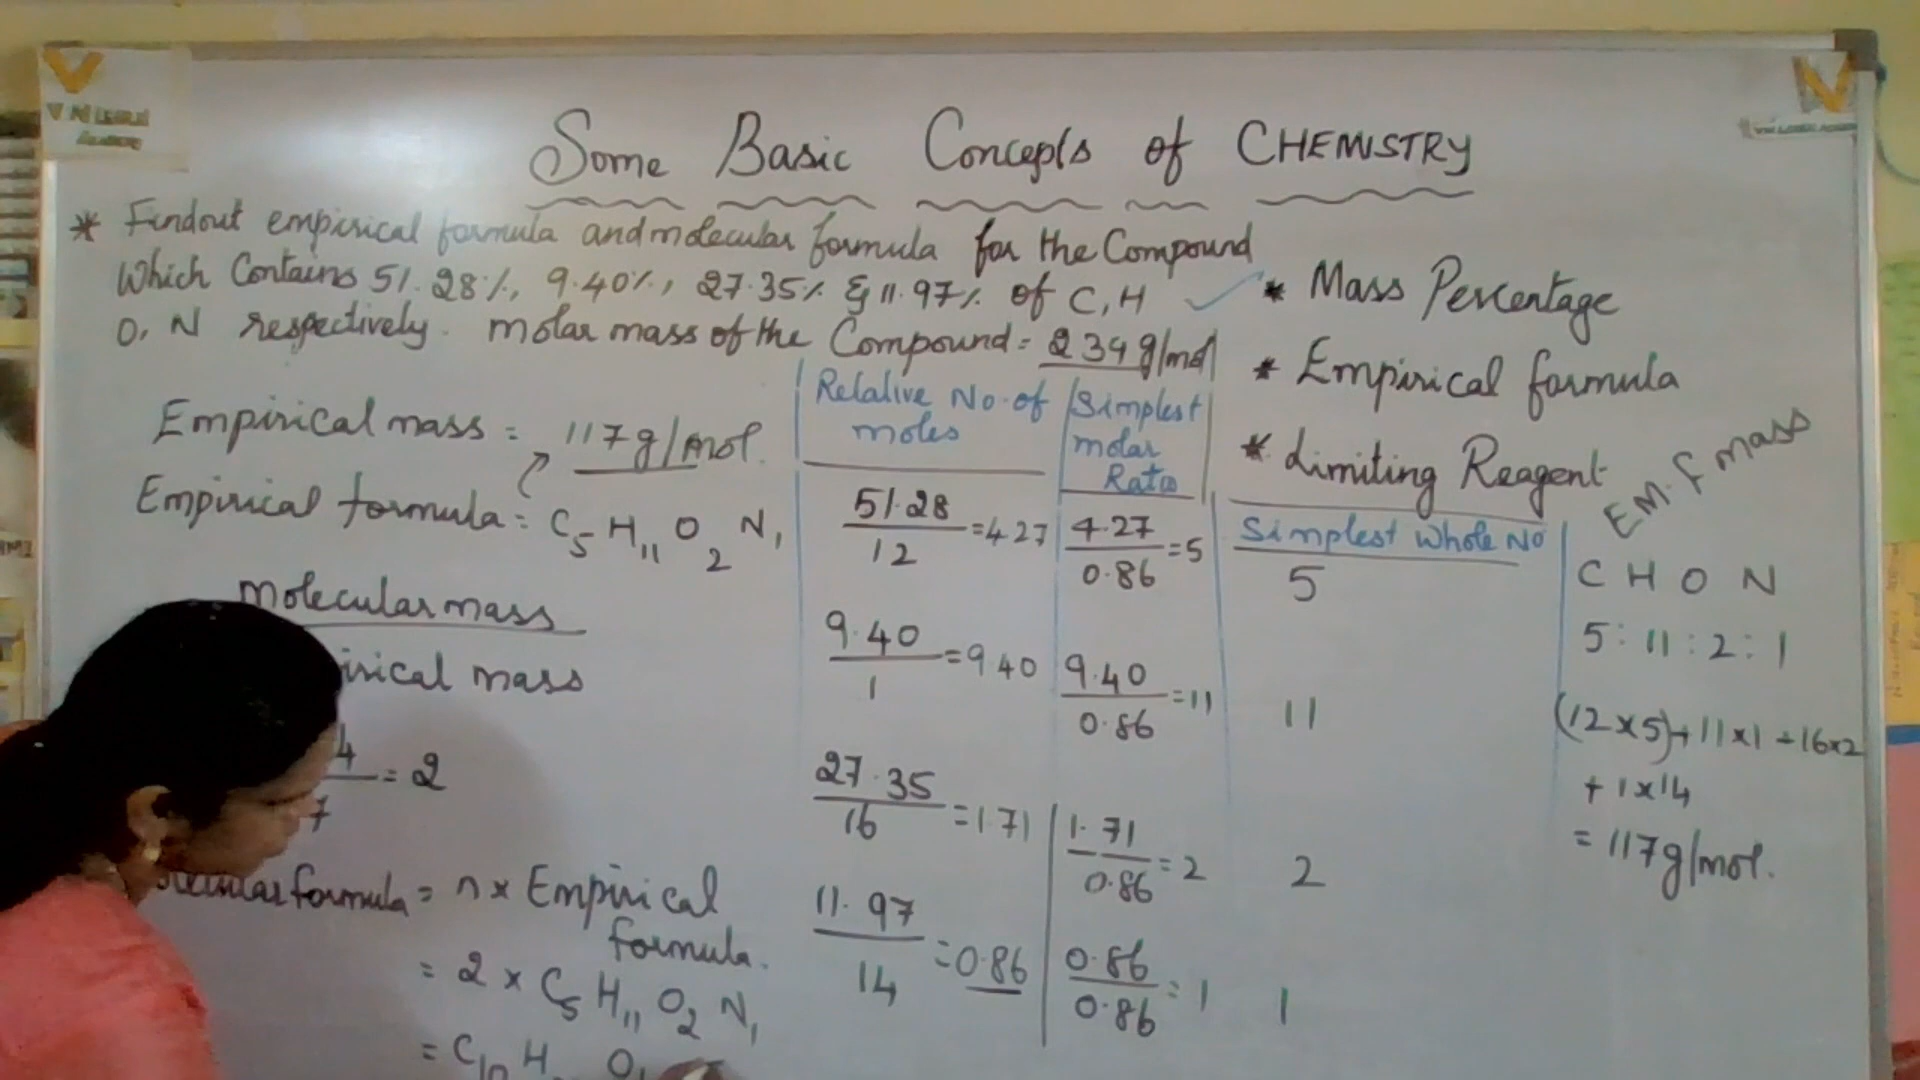 Some Basic Concepts of CHEMISTRY
* Findout empirical formula and molecular formula for the Compound
Which Contains 51.28%, 9.40%, 27.35% & 11.97% of C, H
O, N respectively. molar mass of the Compound = 234g/mol
* Mass Percentage
* Empirical formula
* Limiting Reagent
Empirical mass = 117g/mol.
Empirical formula = C5 H11 O2 N1
Molecular mass
mass
= 2
formula = n x Empirical
formula.
= 2 x C5 H11 O2 N1
= C10 H O
Relative No. of
moles
51.28/12 = 4.27
9.40/1 = 9.40
27.35/16 = 1.71
11.97/14 = 0.86
Simplest
molar
Ratio
4.27/0.86 = 5
9.40/0.86 = 11
1.71/0.86 = 2
0.86/0.86 = 1
Simplest Whole No
5
11
2
1
EM. f mass
C H O N
5 : 11 : 2 : 1
(12x5)+11x1+16x2
+ 1x14
= 117g/mol.